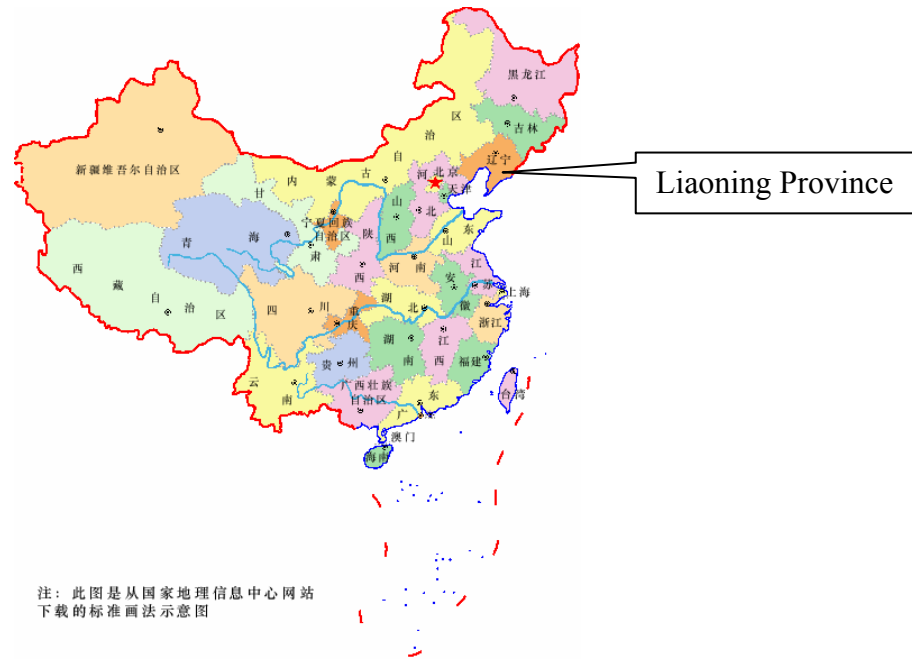 黑龙江
吉林
辽宁
Liaoning Province
内蒙古自治区
新疆维吾尔自治区
甘
肃
北京
天津
河
北
山
西
宁夏回族
自治区
青海
陕
西
山东
河南
江
苏
安
徽
上海
西藏自治区
四川
重
庆
湖北
浙江
湖
南
江
西
福建
贵州
云
南
广西壮族
自治区
广东
台湾
澳门
海南
注：此图是从国家地理信息中心网站
下载的标准画法示意图